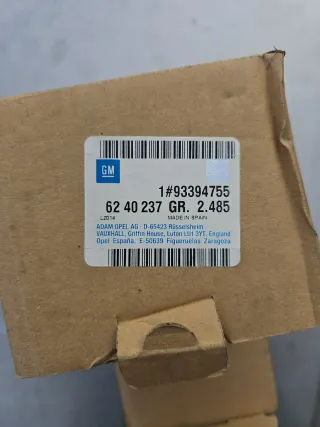 GM
1#93394755
62 40 237 GR. 2.485
LZ014
MADE IN SPAIN
ADAM OPEL AG · D-65423 Rüsselsheim
VAUXHALL, Griffin House, Luton LU1 3YT, England
Opel España, E-50639 Figueruelas Zaragoza